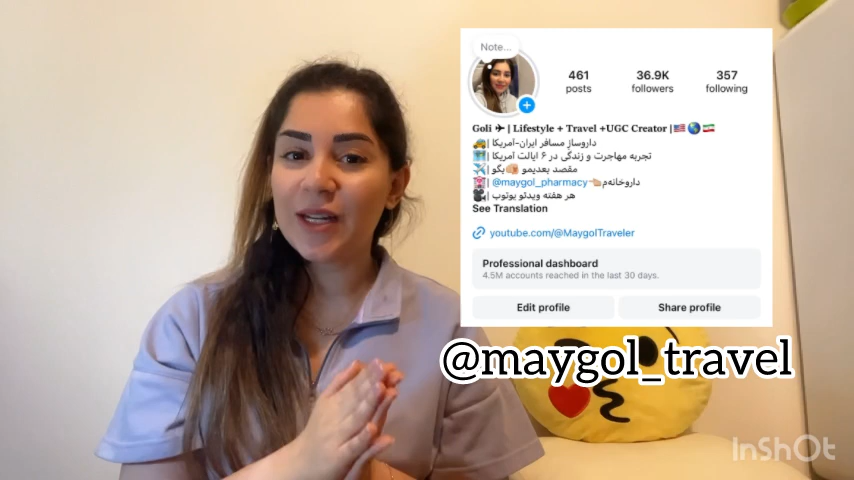 Note...
461
posts
36.9K
followers
357
following
Goli ✈ | Lifestyle + Travel +UGC Creator |🇺🇸🌎🇮🇷
🚕| داروسازِ مسافر ایران-آمریکا
🗺| تجربه مهاجرت و زندگی در ۶ ایالت آمریکا
✈️| مقصد بعدیمو👊🏼بگو
داروخانه‌م👈🏼@maygol_pharmacy
🎥| هر هفته ویدئو یوتوب
See Translation
youtube.com/@MaygolTraveler
Professional dashboard
4.5M accounts reached in the last 30 days.
Edit profile
Share profile
@maygol_travel
InShOt